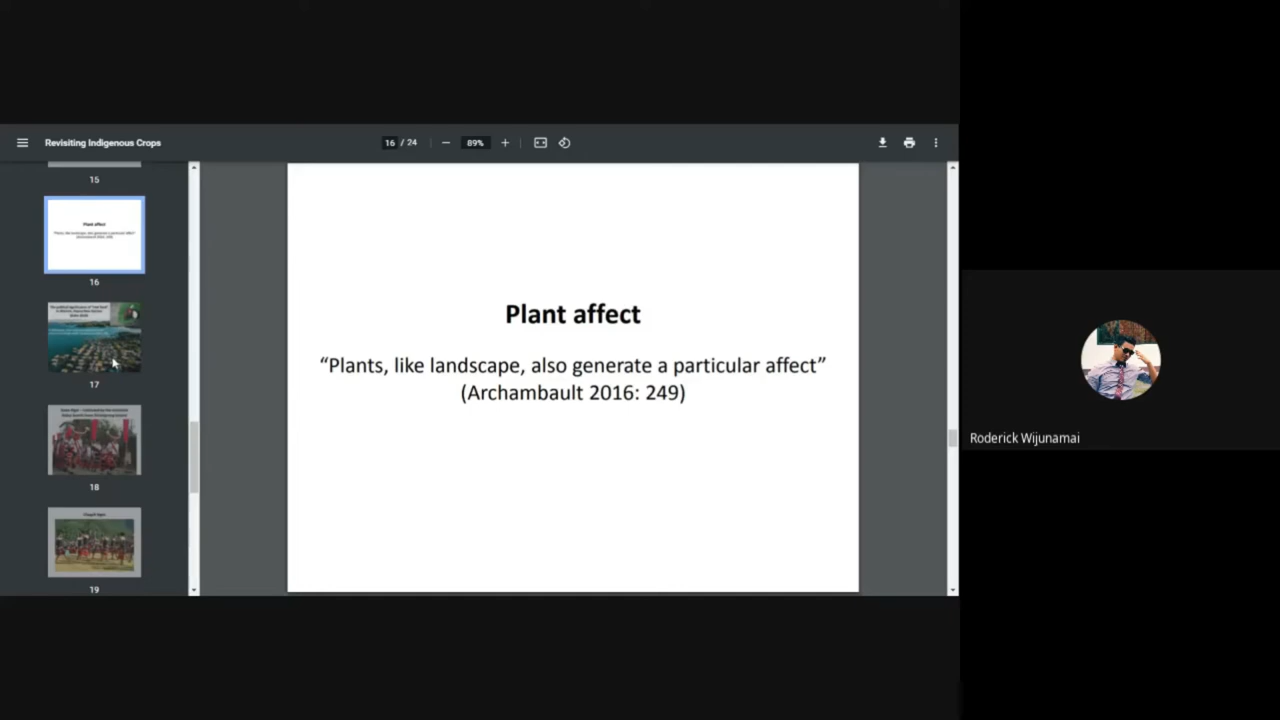 Revisiting Indigenous Crops
16 / 24
89%
15
16
17
18
19
Plant affect
“Plants, like landscape, also generate a particular affect”
(Archambault 2016: 249)
Roderick Wijunamai